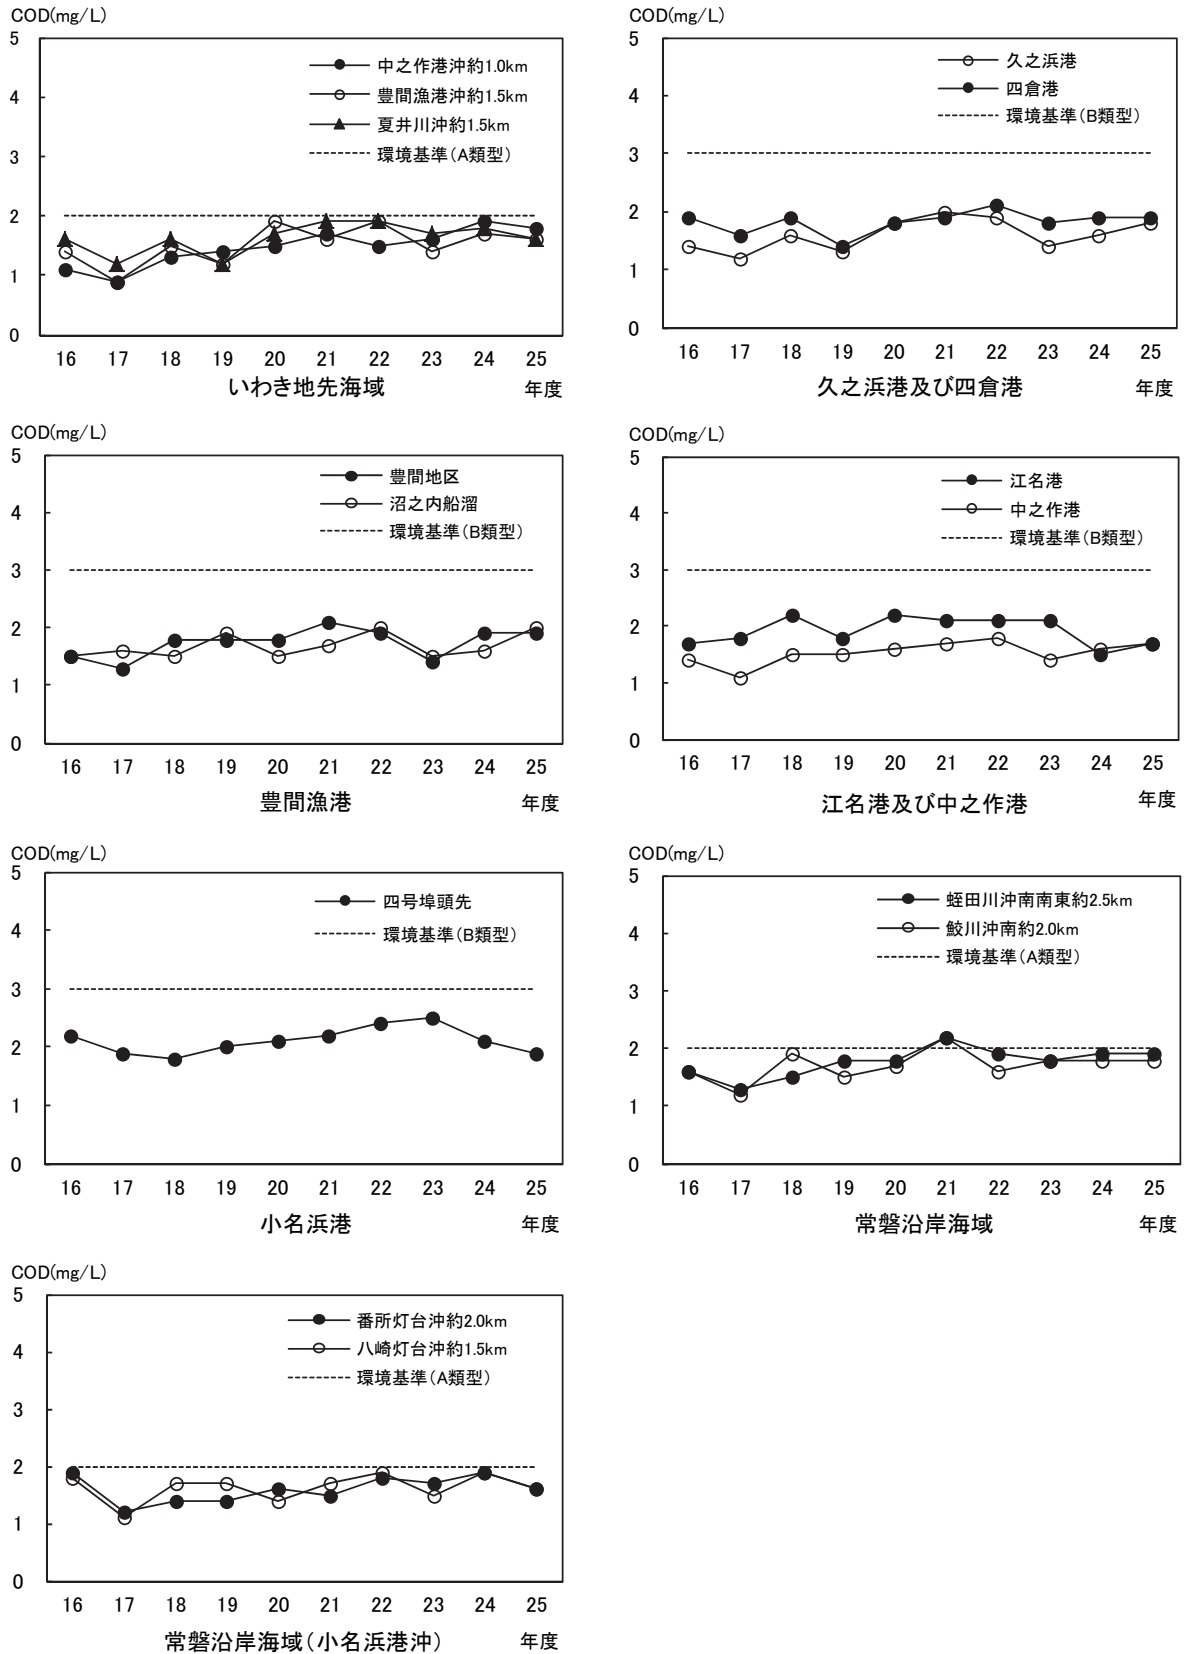 COD(mg/L)
5
4
3
2
1
0
中之作港沖約1.0km
豊間漁港沖約1.5km
夏井川沖約1.5km
環境基準(A類型)
16 17 18 19 20 21 22 23 24 25
いわき地先海域 年度
COD(mg/L)
5
4
3
2
1
0
久之浜港
四倉港
環境基準(B類型)
16 17 18 19 20 21 22 23 24 25
久之浜港及び四倉港 年度
COD(mg/L)
5
4
3
2
1
0
豊間地区
沼之内船溜
環境基準(B類型)
16 17 18 19 20 21 22 23 24 25
豊間漁港 年度
COD(mg/L)
5
4
3
2
1
0
江名港
中之作港
環境基準(B類型)
16 17 18 19 20 21 22 23 24 25
江名港及び中之作港 年度
COD(mg/L)
5
4
3
2
1
0
四号埠頭先
環境基準(B類型)
16 17 18 19 20 21 22 23 24 25
小名浜港 年度
COD(mg/L)
5
4
3
2
1
0
蛭田川沖南南東約2.5km
鮫川沖南約2.0km
環境基準(A類型)
16 17 18 19 20 21 22 23 24 25
常磐沿岸海域 年度
COD(mg/L)
5
4
3
2
1
0
番所灯台沖約2.0km
八崎灯台沖約1.5km
環境基準(A類型)
16 17 18 19 20 21 22 23 24 25
常磐沿岸海域(小名浜港沖) 年度